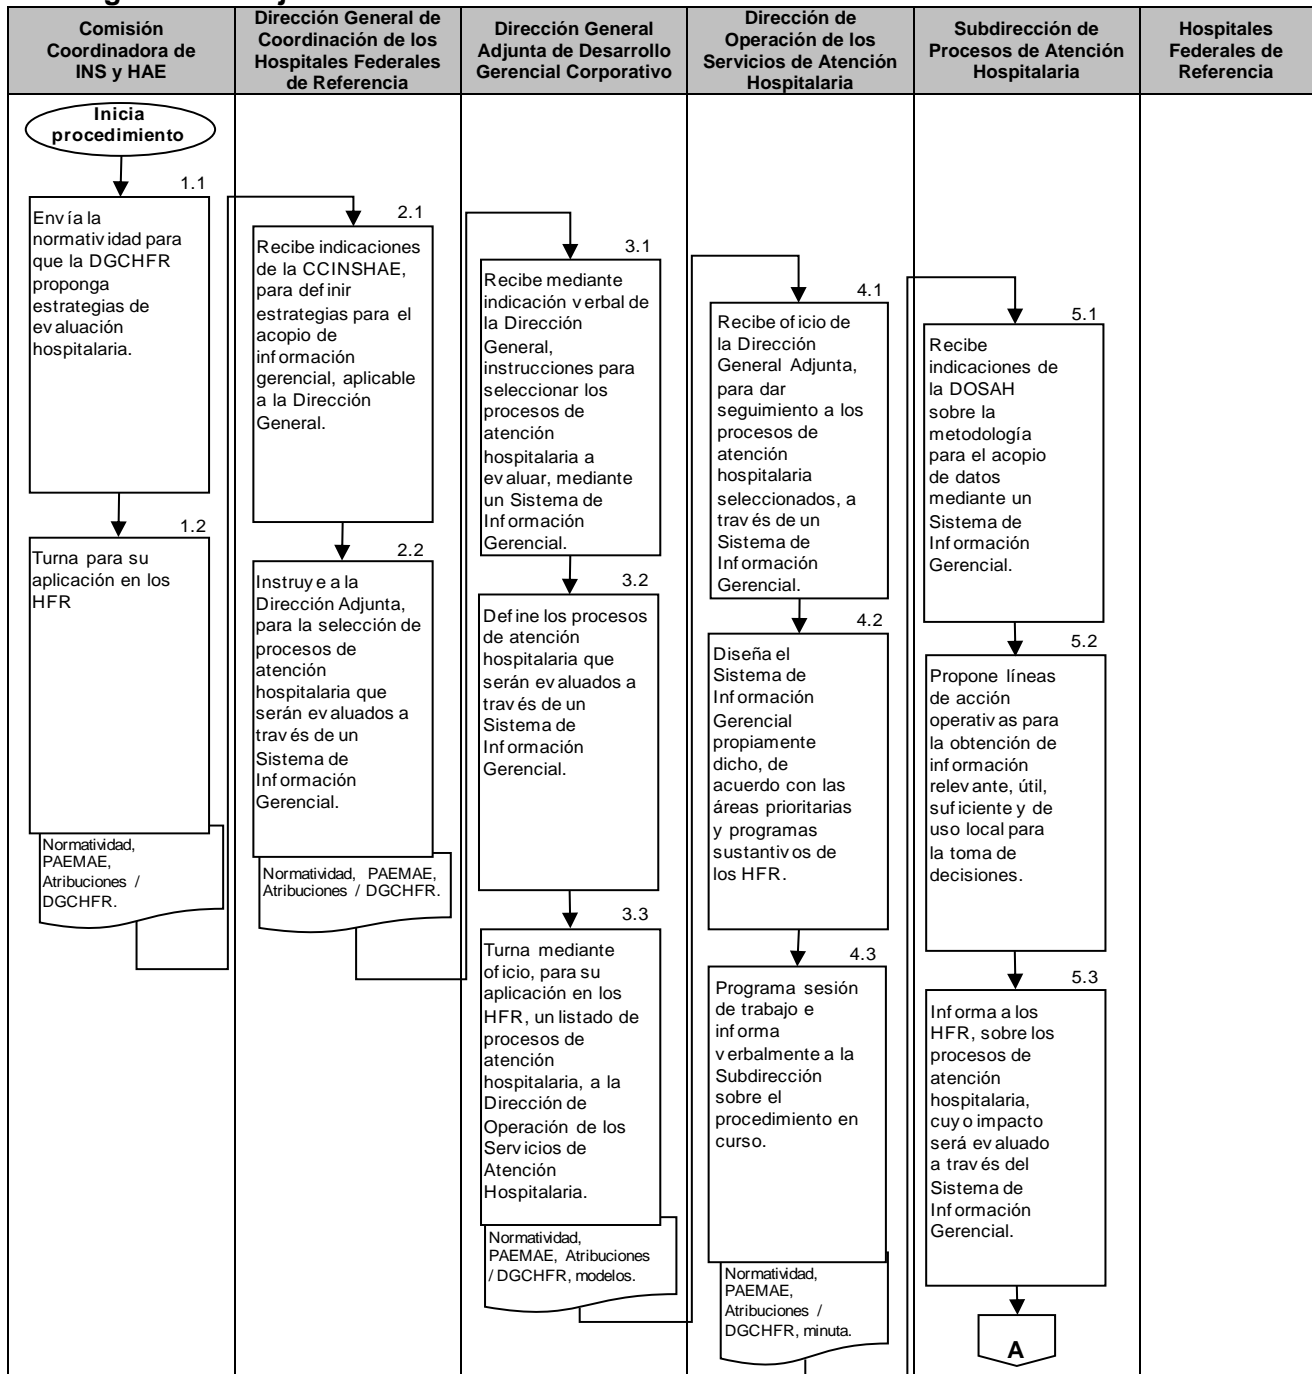 Comisión
Coordinadora de
INS y HAE
Dirección General de
Coordinación de los
Hospitales Federales
de Referencia
Dirección General
Adjunta de Desarrollo
Gerencial Corporativo
Dirección de
Operación de los
Servicios de Atención
Hospitalaria
Subdirección de
Procesos de Atención
Hospitalaria
Hospitales
Federales de
Referencia
Inicia
procedimiento
1.1
Envía la
normatividad para
que la DGCHFR
proponga
estrategias de
evaluación
hospitalaria.
1.2
Turna para su
aplicación en los
HFR
Normatividad,
PAEMAE,
Atribuciones /
DGCHFR.
2.1
Recibe indicaciones
de la CCINSHAE,
para definir
estrategias para el
acopio de
información
gerencial, aplicable
a la Dirección
General.
2.2
Instruye a la
Dirección Adjunta,
para la selección de
procesos de
atención
hospitalaria que
serán evaluados a
través de un
Sistema de
Información
Gerencial.
Normatividad, PAEMAE,
Atribuciones / DGCHFR.
3.1
Recibe mediante
indicación verbal de
la Dirección
General,
instrucciones para
seleccionar los
procesos de
atención
hospitalaria a
evaluar, mediante
un Sistema de
Información
Gerencial.
3.2
Define los procesos
de atención
hospitalaria que
serán evaluados a
través de un
Sistema de
Información
Gerencial.
3.3
Turna mediante
oficio, para su
aplicación en los
HFR, un listado de
procesos de
atención
hospitalaria, a la
Dirección de
Operación de los
Servicios de
Atención
Hospitalaria.
Normatividad,
PAEMAE, Atribuciones
/ DGCHFR, modelos.
4.1
Recibe oficio de
la Dirección
General Adjunta,
para dar
seguimiento a los
procesos de
atención
hospitalaria
seleccionados, a
través de un
Sistema de
Información
Gerencial.
4.2
Diseña el
Sistema de
Información
Gerencial
propiamente
dicho, de
acuerdo con las
áreas prioritarias
y programas
sustantivos de
los HFR.
4.3
Programa sesión
de trabajo e
informa
verbalmente a la
Subdirección
sobre el
procedimiento en
curso.
Normatividad,
PAEMAE,
Atribuciones /
DGCHFR, minuta.
5.1
Recibe
indicaciones de
la DOSAH
sobre la
metodología
para el acopio
de datos
mediante un
Sistema de
Información
Gerencial.
5.2
Propone líneas
de acción
operativas para
la obtención de
información
relevante, útil,
suficiente y de
uso local para
la toma de
decisiones.
5.3
Informa a los
HFR, sobre los
procesos de
atención
hospitalaria,
cuyo impacto
será evaluado
a través del
Sistema de
Información
Gerencial.
A